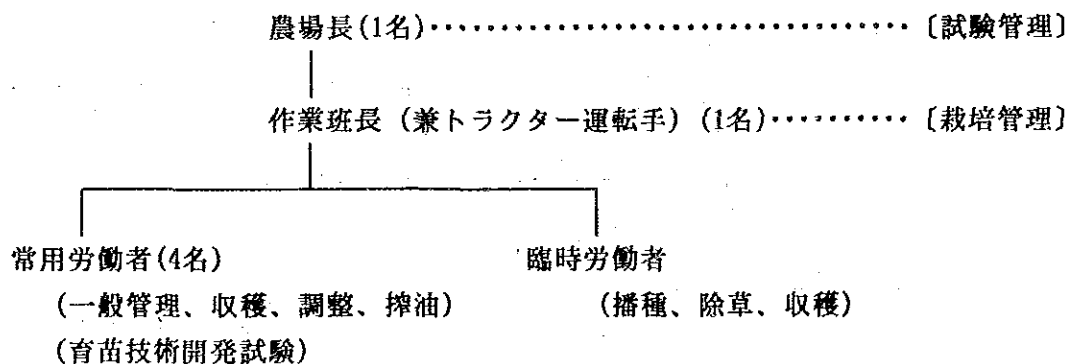 農場長(1名)‥‥‥‥‥‥‥‥‥‥‥‥‥‥‥‥〔試験管理〕
作業班長（兼トラクター運転手）(1名)‥‥‥‥‥〔栽培管理〕
常用労働者(4名) 臨時労働者
(一般管理、収穫、調整、搾油) (播種、除草、収穫)
(育苗技術開発試験)